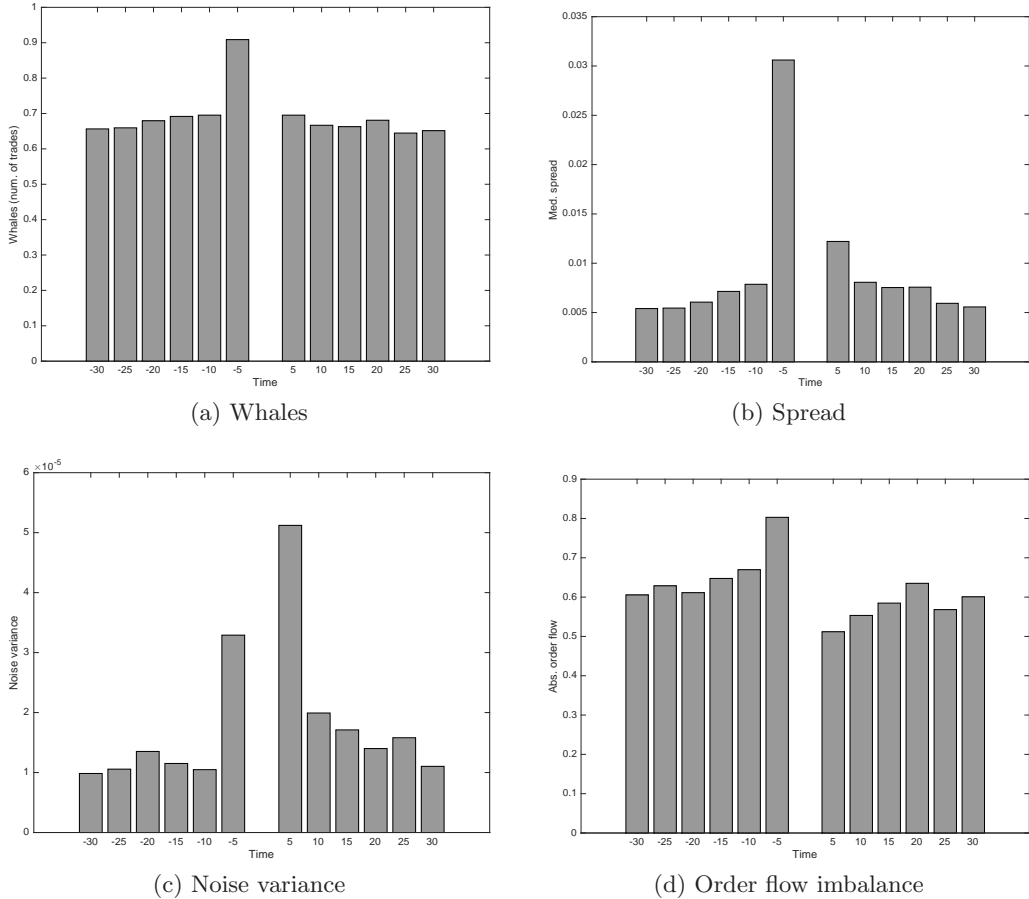 1
0.9
0.8
0.7
0.6
0.5
0.4
0.3
0.2
0.1
0
Whales (num. of trades)
-30 -25 -20 -15 -10 -5 5 10 15 20 25 30
Time
(a) Whales
0.035
0.03
0.025
0.02
0.015
0.01
0.005
0
Med. spread
-30 -25 -20 -15 -10 -5 5 10 15 20 25 30
Time
(b) Spread
×10-5
6
5
4
3
2
1
0
Noise variance
-30 -25 -20 -15 -10 -5 5 10 15 20 25 30
Time
(c) Noise variance
0.9
0.8
0.7
0.6
0.5
0.4
0.3
0.2
0.1
0
Abs. order flow
-30 -25 -20 -15 -10 -5 5 10 15 20 25 30
Time
(d) Order flow imbalance